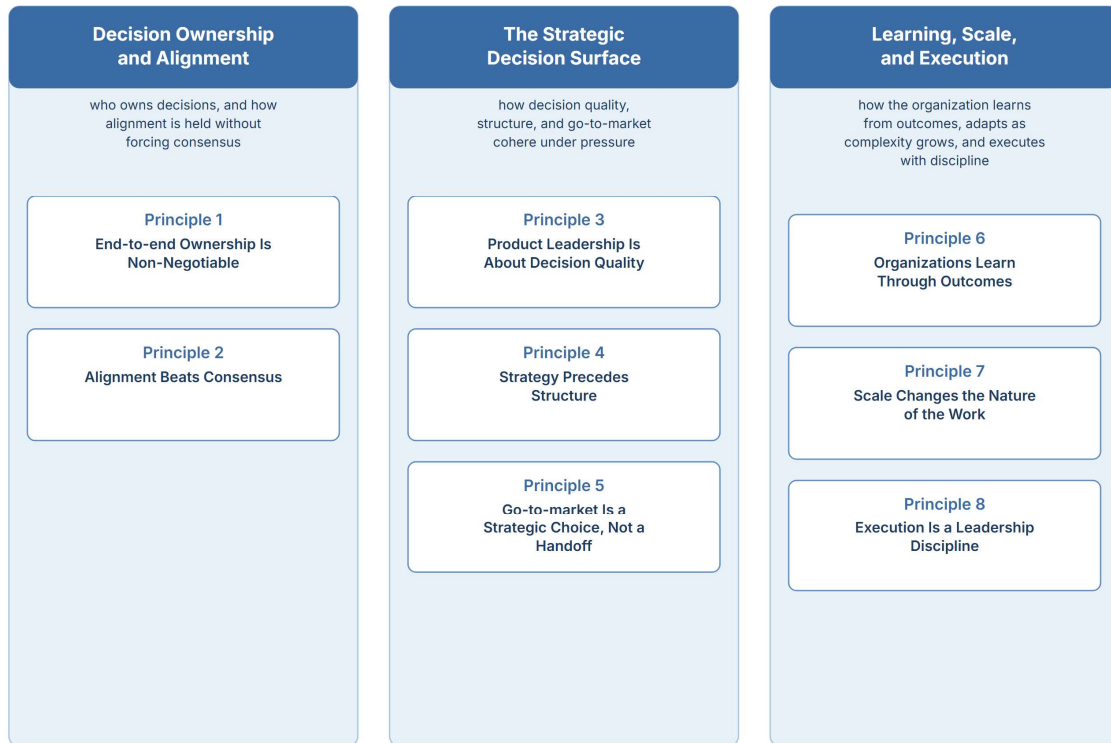 Decision Ownership
and Alignment
who owns decisions, and how
alignment is held without
forcing consensus
Principle 1
End-to-end Ownership Is
Non-Negotiable
Principle 2
Alignment Beats Consensus
The Strategic
Decision Surface
how decision quality,
structure, and go-to-market
cohere under pressure
Principle 3
Product Leadership Is
About Decision Quality
Principle 4
Strategy Precedes
Structure
Principle 5
Go-to-market Is a
Strategic Choice, Not a
Handoff
Learning, Scale,
and Execution
how the organization learns
from outcomes, adapts as
complexity grows, and executes
with discipline
Principle 6
Organizations Learn
Through Outcomes
Principle 7
Scale Changes the Nature
of the Work
Principle 8
Execution Is a Leadership
Discipline